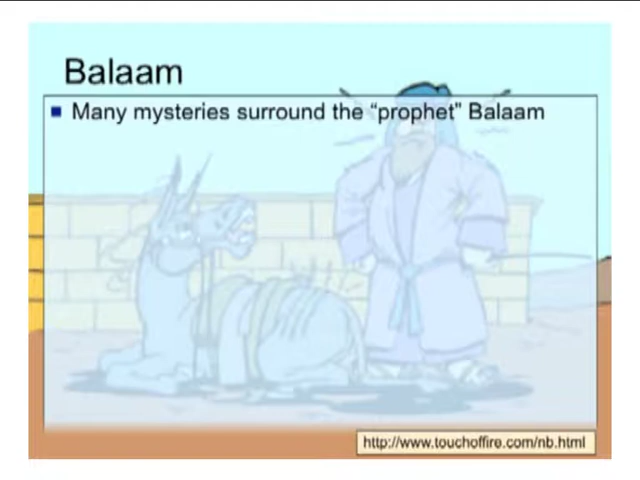 Balaam
Many mysteries surround the “prophet” Balaam
http://www.touchoffire.com/nb.html